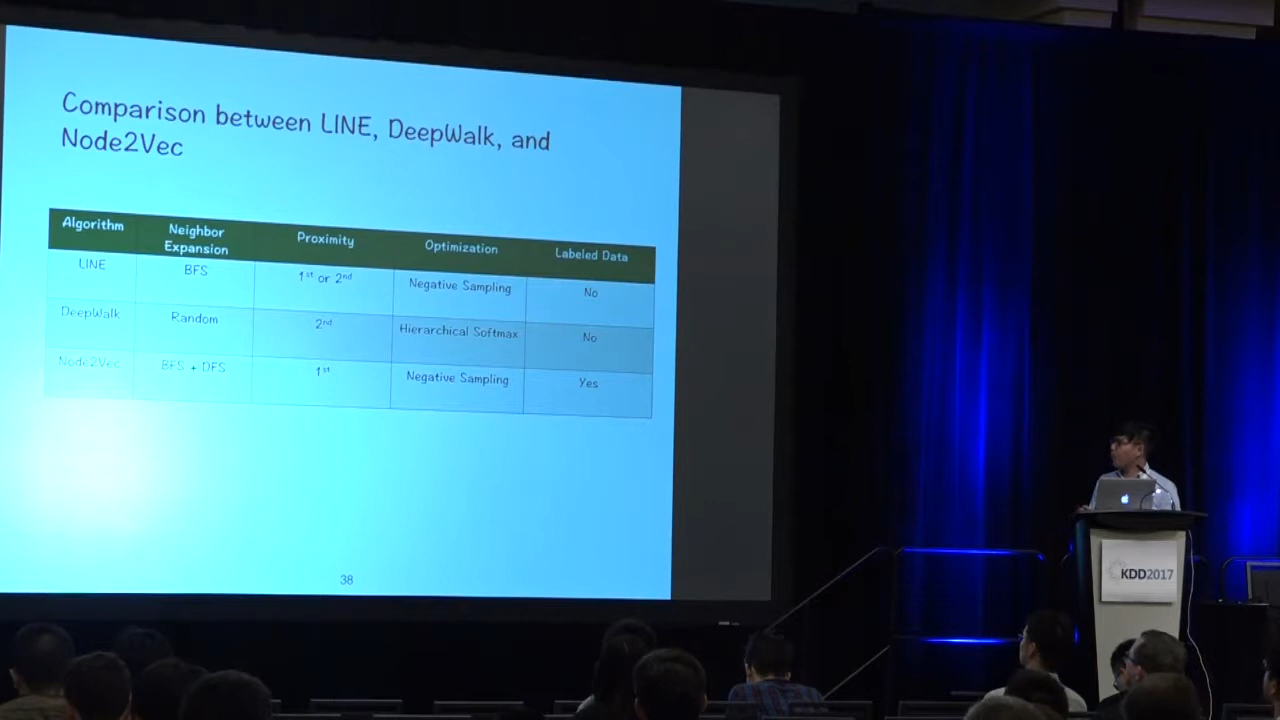 Comparison between LINE, DeepWalk, and
Node2Vec
Algorithm Neighbor Expansion Proximity Optimization Labeled Data
LINE BFS 1st or 2nd Negative Sampling No
DeepWalk Random 2nd Hierarchical Softmax No
Node2Vec BFS + DFS 1st Negative Sampling Yes
38
KDD2017